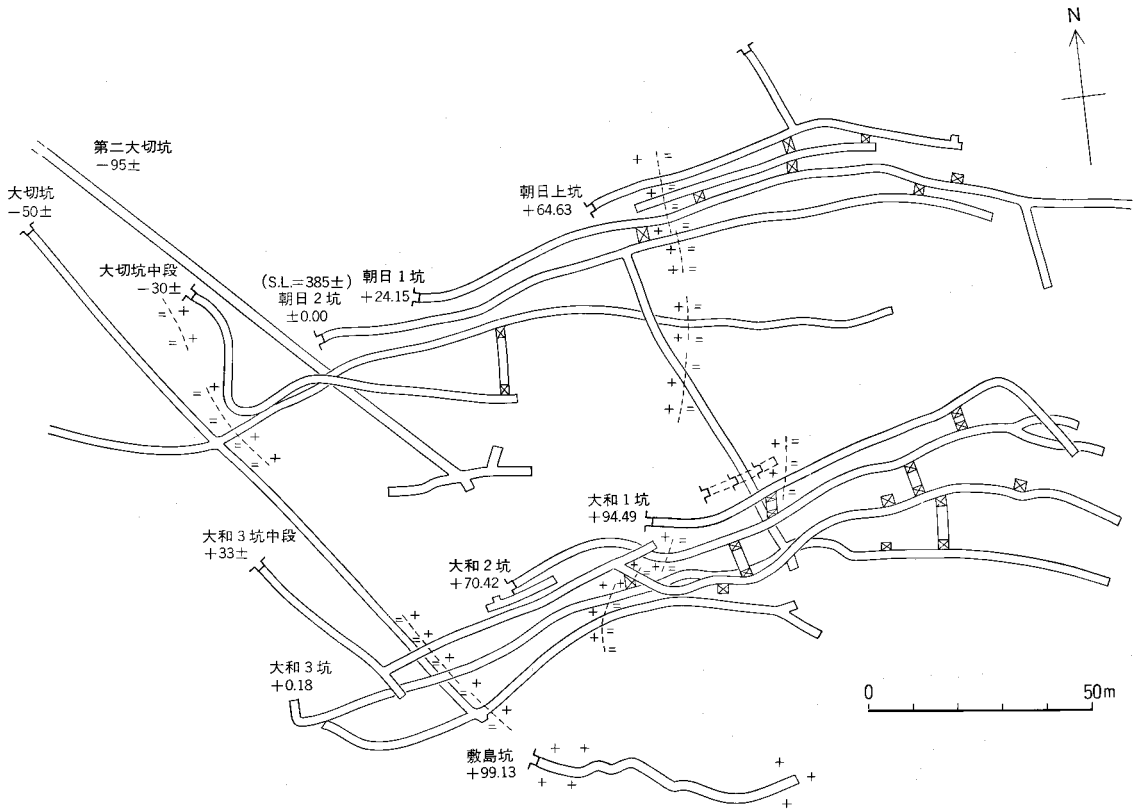 N
第二大切坑
−95±
大切坑
−50±
朝日上坑
+64.63
大切坑中段
−30±
(S.L.=385±)
朝日2坑
±0.00
朝日1坑
+24.15
大和1坑
+94.49
大和3坑中段
+33±
大和2坑
+70.42
大和3坑
+0.18
0 50m
敷島坑
+99.13